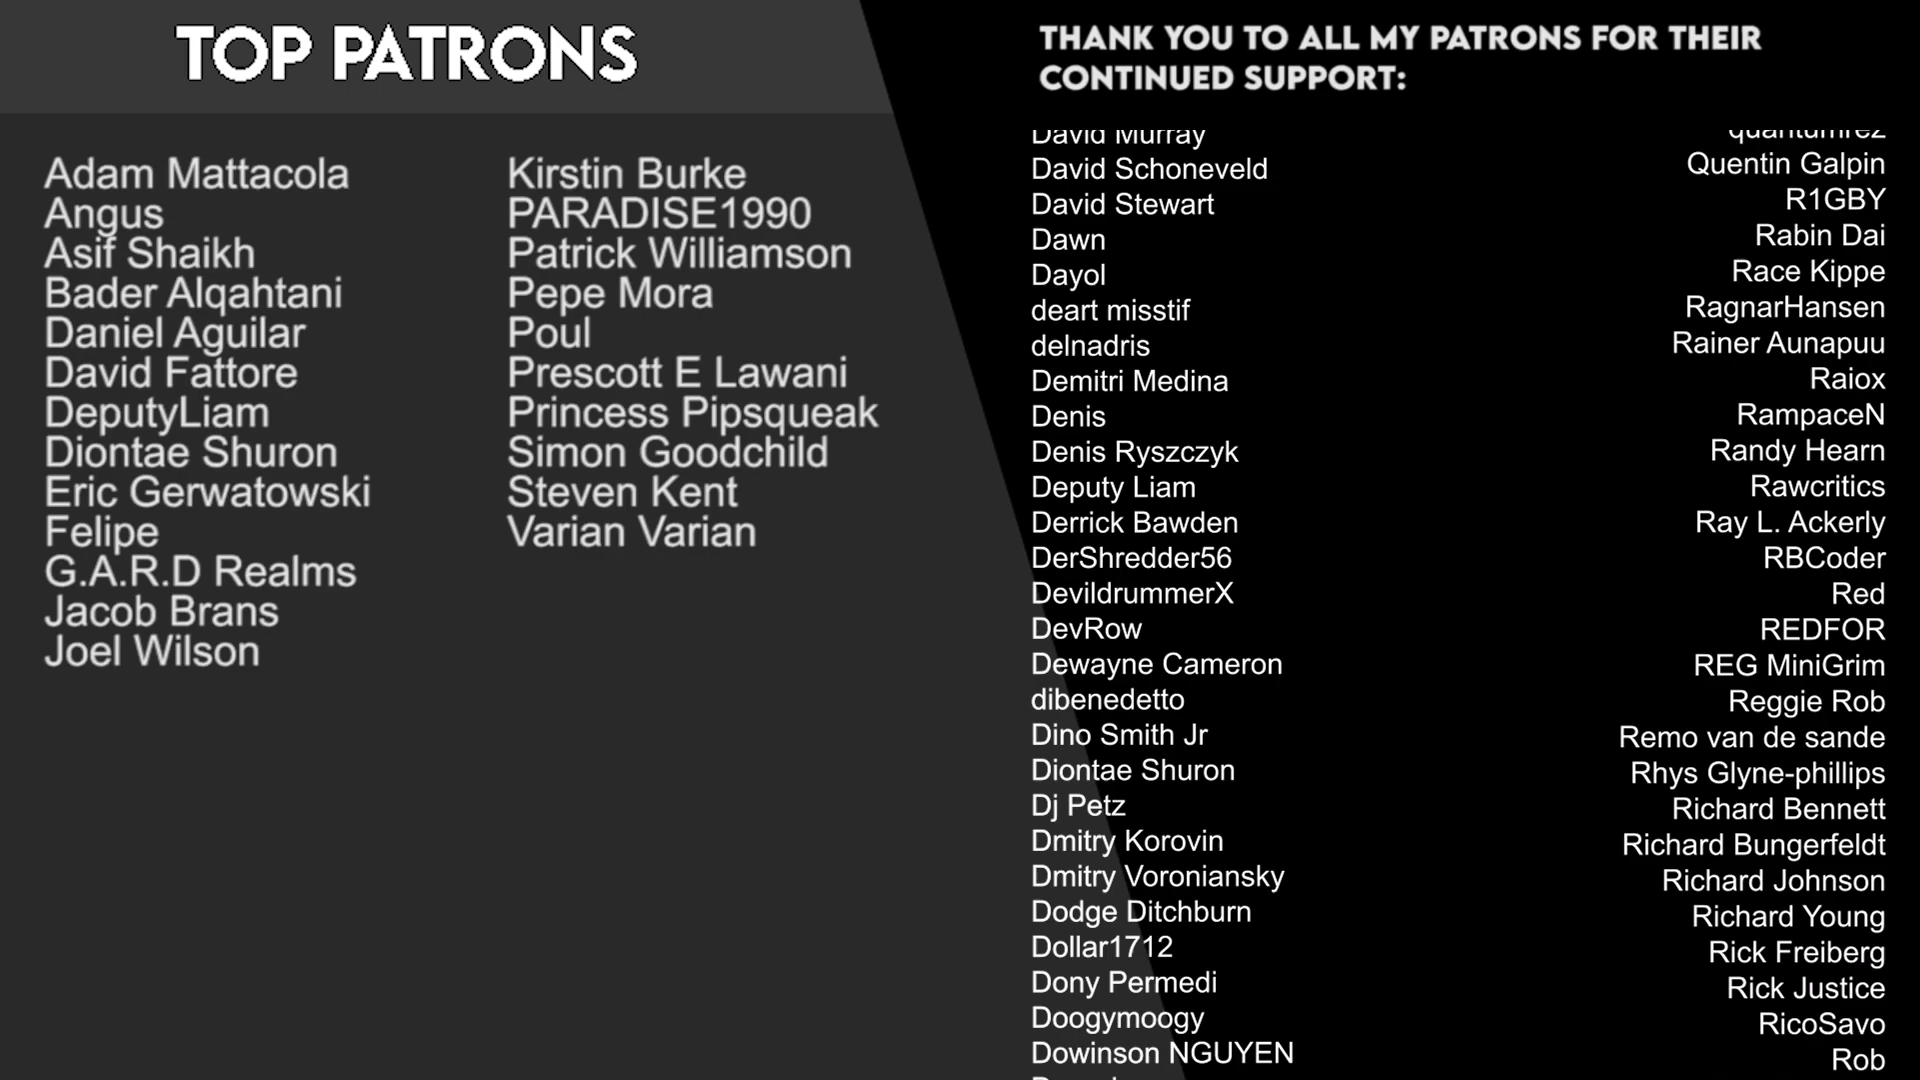 TOP PATRONS
Adam Mattacola
Angus
Asif Shaikh
Bader Alqahtani
Daniel Aguilar
David Fattore
DeputyLiam
Diontae Shuron
Eric Gerwatowski
Felipe
G.A.R.D Realms
Jacob Brans
Joel Wilson
Kirstin Burke
PARADISE1990
Patrick Williamson
Pepe Mora
Poul
Prescott E Lawani
Princess Pipsqueak
Simon Goodchild
Steven Kent
Varian Varian
THANK YOU TO ALL MY PATRONS FOR THEIR
CONTINUED SUPPORT:
David Murray
David Schoneveld
David Stewart
Dawn
Dayol
deart misstif
delnadris
Demitri Medina
Denis
Denis Ryszczyk
Deputy Liam
Derrick Bawden
DerShredder56
DevildrummerX
DevRow
Dewayne Cameron
dibenedetto
Dino Smith Jr
Diontae Shuron
Dj Petz
Dmitry Korovin
Dmitry Voroniansky
Dodge Ditchburn
Dollar1712
Dony Permedi
Doogymoogy
Dowinson NGUYEN
quantumrez
Quentin Galpin
R1GBY
Rabin Dai
Race Kippe
RagnarHansen
Rainer Aunapuu
Raiox
RampaceN
Randy Hearn
Rawcritics
Ray L. Ackerly
RBCoder
Red
REDFOR
REG MiniGrim
Reggie Rob
Remo van de sande
Rhys Glyne-phillips
Richard Bennett
Richard Bungerfeldt
Richard Johnson
Richard Young
Rick Freiberg
Rick Justice
RicoSavo
Rob